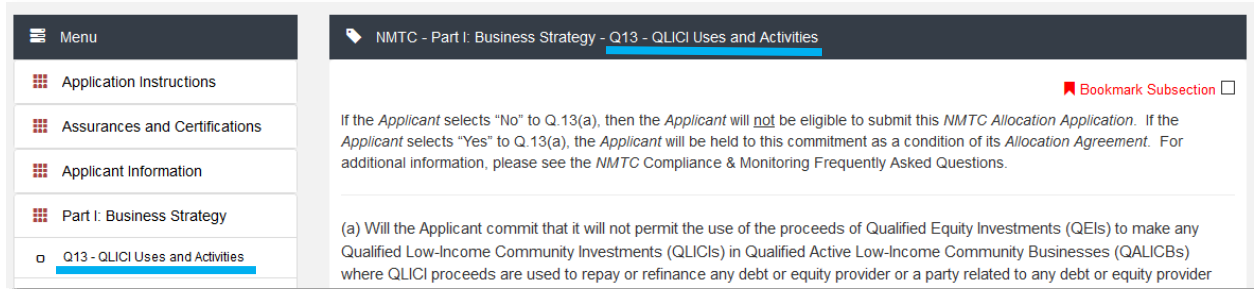 Menu
Application Instructions
Assurances and Certifications
Applicant Information
Part I: Business Strategy
Q13 - QLICI Uses and Activities
NMTC - Part I: Business Strategy - Q13 - QLICI Uses and Activities
Bookmark Subsection
If the Applicant selects “No” to Q.13(a), then the Applicant will not be eligible to submit this NMTC Allocation Application. If the
Applicant selects “Yes” to Q.13(a), the Applicant will be held to this commitment as a condition of its Allocation Agreement. For
additional information, please see the NMTC Compliance & Monitoring Frequently Asked Questions.
(a) Will the Applicant commit that it will not permit the use of the proceeds of Qualified Equity Investments (QEIs) to make any
Qualified Low-Income Community Investments (QLICIs) in Qualified Active Low-Income Community Businesses (QALICBs)
where QLICI proceeds are used to repay or refinance any debt or equity provider or a party related to any debt or equity provider